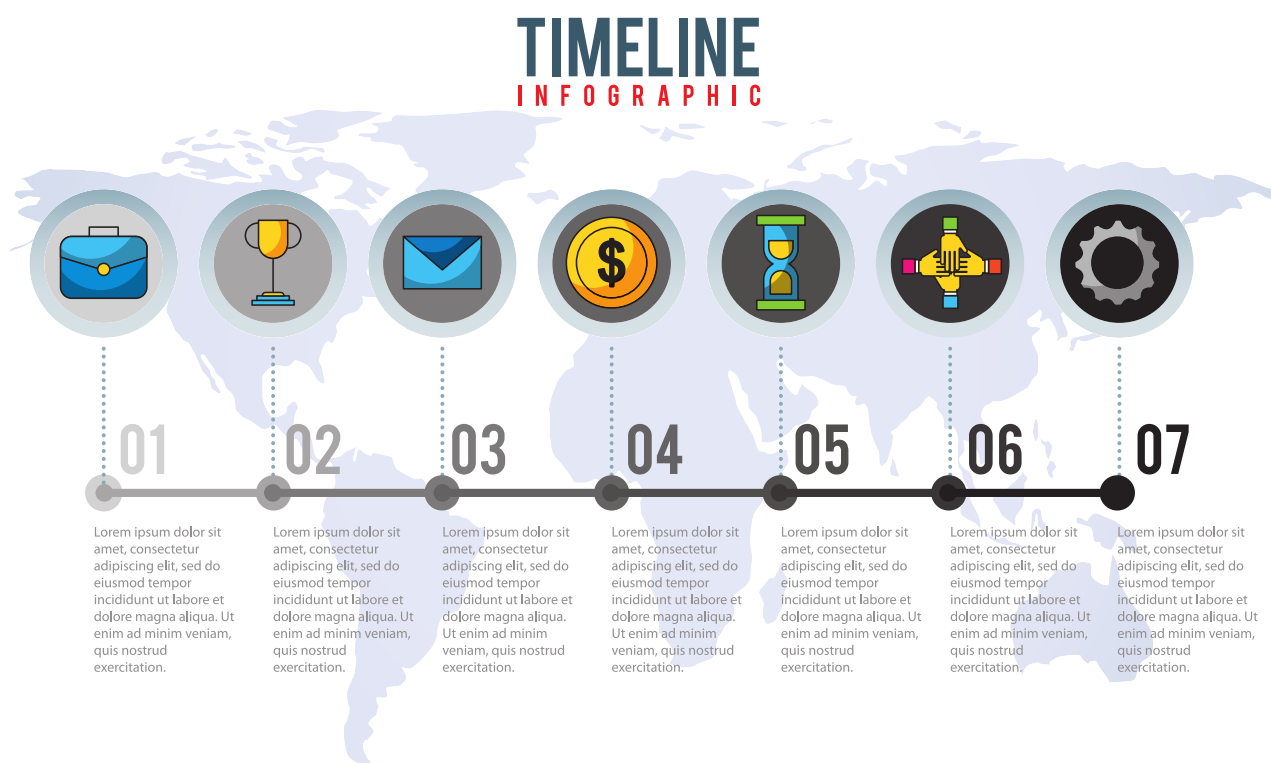 TIMELINE
INFOGRAPHIC
$
01
02
03
04
05
06
07
Lorem ipsum dolor sit
amet, consectetur
adipiscing elit, sed do
eiusmod tempor
incididunt ut labore et
dolore magna aliqua. Ut
enim ad minim veniam,
quis nostrud
exercitation.
Lorem ipsum dolor sit
amet, consectetur
adipiscing elit, sed do
eiusmod tempor
incididunt ut labore et
dolore magna aliqua. Ut
enim ad minim veniam,
quis nostrud
exercitation.
Lorem ipsum dolor sit
amet, consectetur
adipiscing elit, sed do
eiusmod tempor
incididunt ut labore et
dolore magna aliqua.
Ut enim ad minim
veniam, quis nostrud
exercitation.
Lorem ipsum dolor sit
amet, consectetur
adipiscing elit, sed do
eiusmod tempor
incididunt ut labore et
dolore magna aliqua.
Ut enim ad minim
veniam, quis nostrud
exercitation.
Lorem ipsum dolor sit
amet, consectetur
adipiscing elit, sed do
eiusmod tempor
incididunt ut labore et
dolore magna aliqua. Ut
enim ad minim veniam,
quis nostrud
exercitation.
Lorem ipsum dolor sit
amet, consectetur
adipiscing elit, sed do
eiusmod tempor
incididunt ut labore et
dolore magna aliqua. Ut
enim ad minim veniam,
quis nostrud
exercitation.
Lorem ipsum dolor sit
amet, consectetur
adipiscing elit, sed do
eiusmod tempor
incididunt ut labore et
dolore magna aliqua. Ut
enim ad minim veniam,
quis nostrud
exercitation.